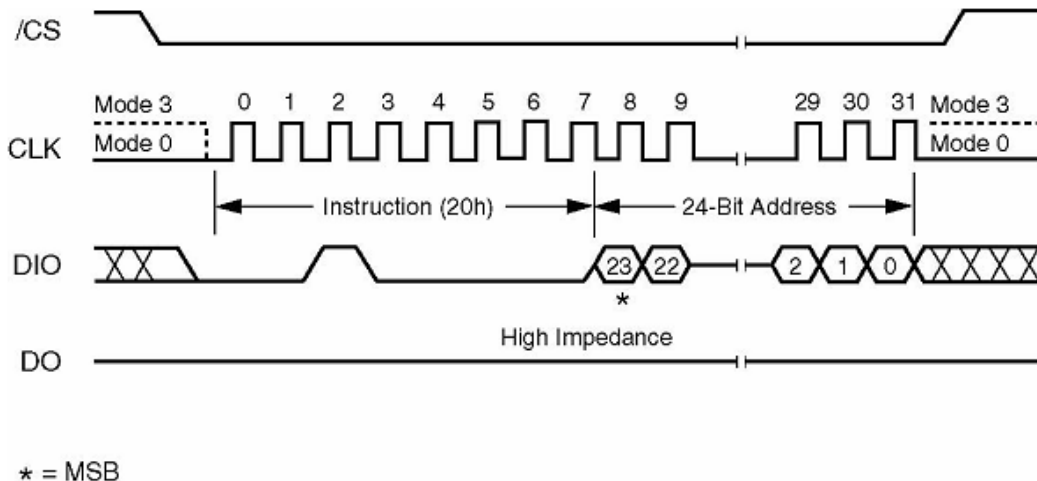 /CS
Mode 3 0 1 2 3 4 5 6 7 8 9 29 30 31 Mode 3
CLK Mode 0 Mode 0
Instruction (20h) 24-Bit Address
DIO 23 22 2 1 0
*
High Impedance
DO
* = MSB